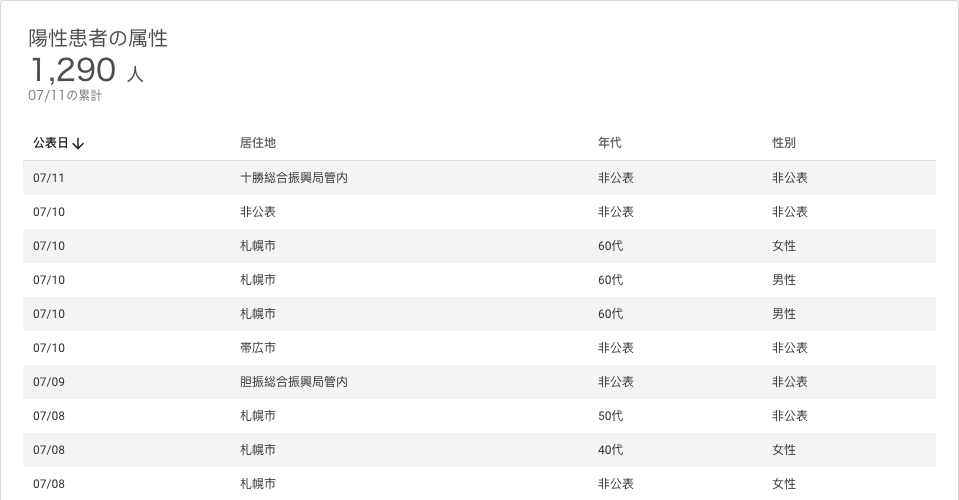 陽性患者の属性
1,290 人
07/11の累計
公表日↓ 居住地 年代 性別
07/11 十勝総合振興局管内 非公表 非公表
07/10 非公表 非公表 非公表
07/10 札幌市 60代 女性
07/10 札幌市 60代 男性
07/10 札幌市 60代 男性
07/10 帯広市 非公表 非公表
07/09 胆振総合振興局管内 非公表 非公表
07/08 札幌市 50代 非公表
07/08 札幌市 40代 女性
07/08 札幌市 非公表 女性